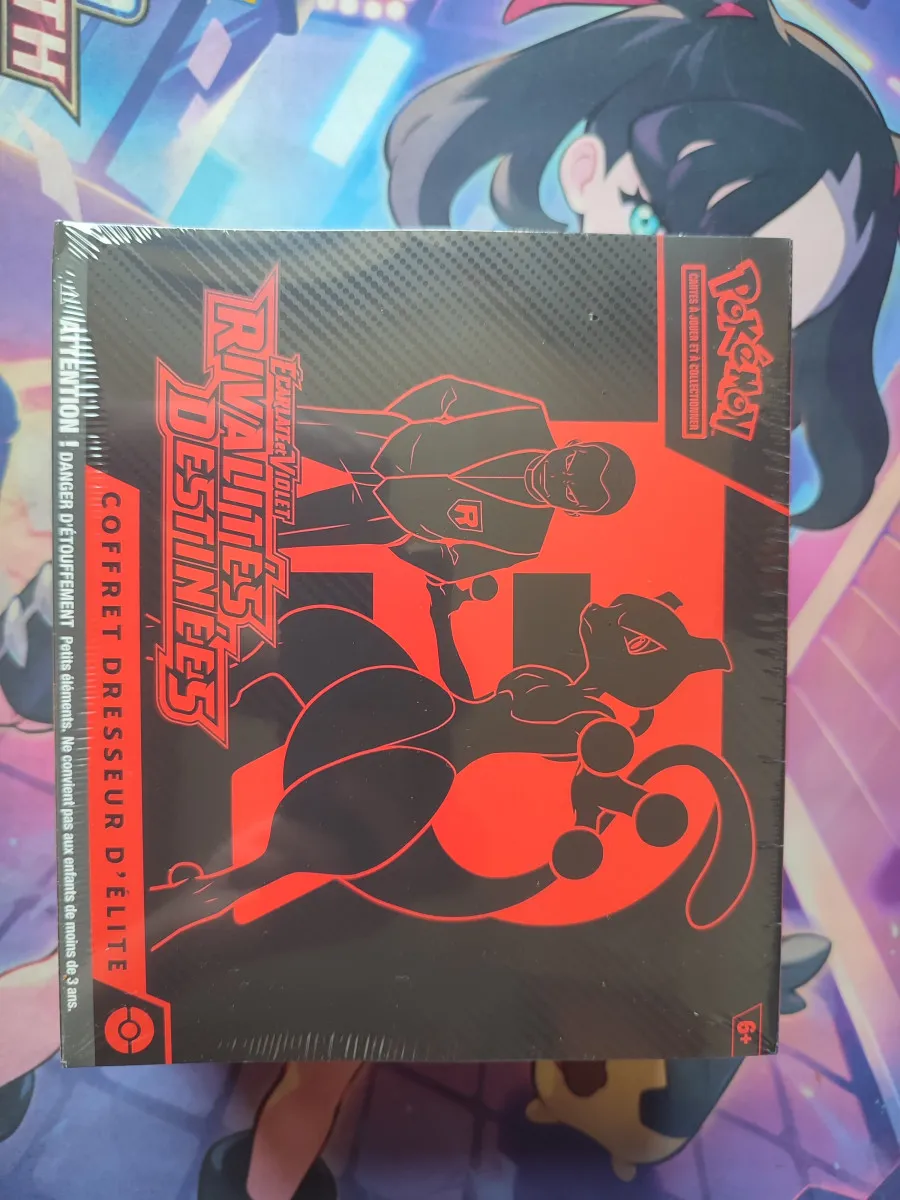 TH
POKÉMON
CARTES À JOUER ET À COLLECTIONNER
R
ÉCARLATE & VIOLET
RIVALITÉS
DESTINÉES
COFFRET DRESSEUR D'ÉLITE
ATTENTION ! DANGER D'ÉTOUFFEMENT Petits éléments. Ne convient pas aux enfants de moins de 3 ans.
6+